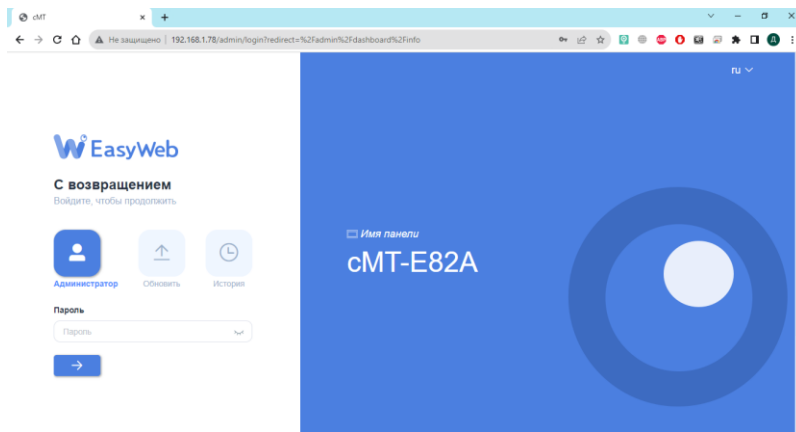 cMT
Не защищено | 192.168.1.78/admin/login?redirect=%2Fadmin%2Fdashboard%2Finfo
ru
EasyWeb
С возвращением
Войдите, чтобы продолжить
Администратор
Обновить
История
Пароль
Пароль
Имя панели
cMT-E82A